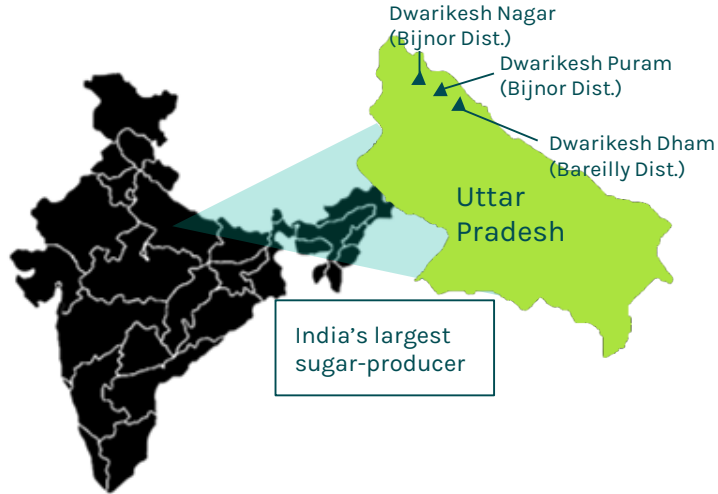 Dwarikesh Nagar
(Bijnor Dist.)
Dwarikesh Puram
(Bijnor Dist.)
Dwarikesh Dham
(Bareilly Dist.)
Uttar
Pradesh
India’s largest
sugar-producer